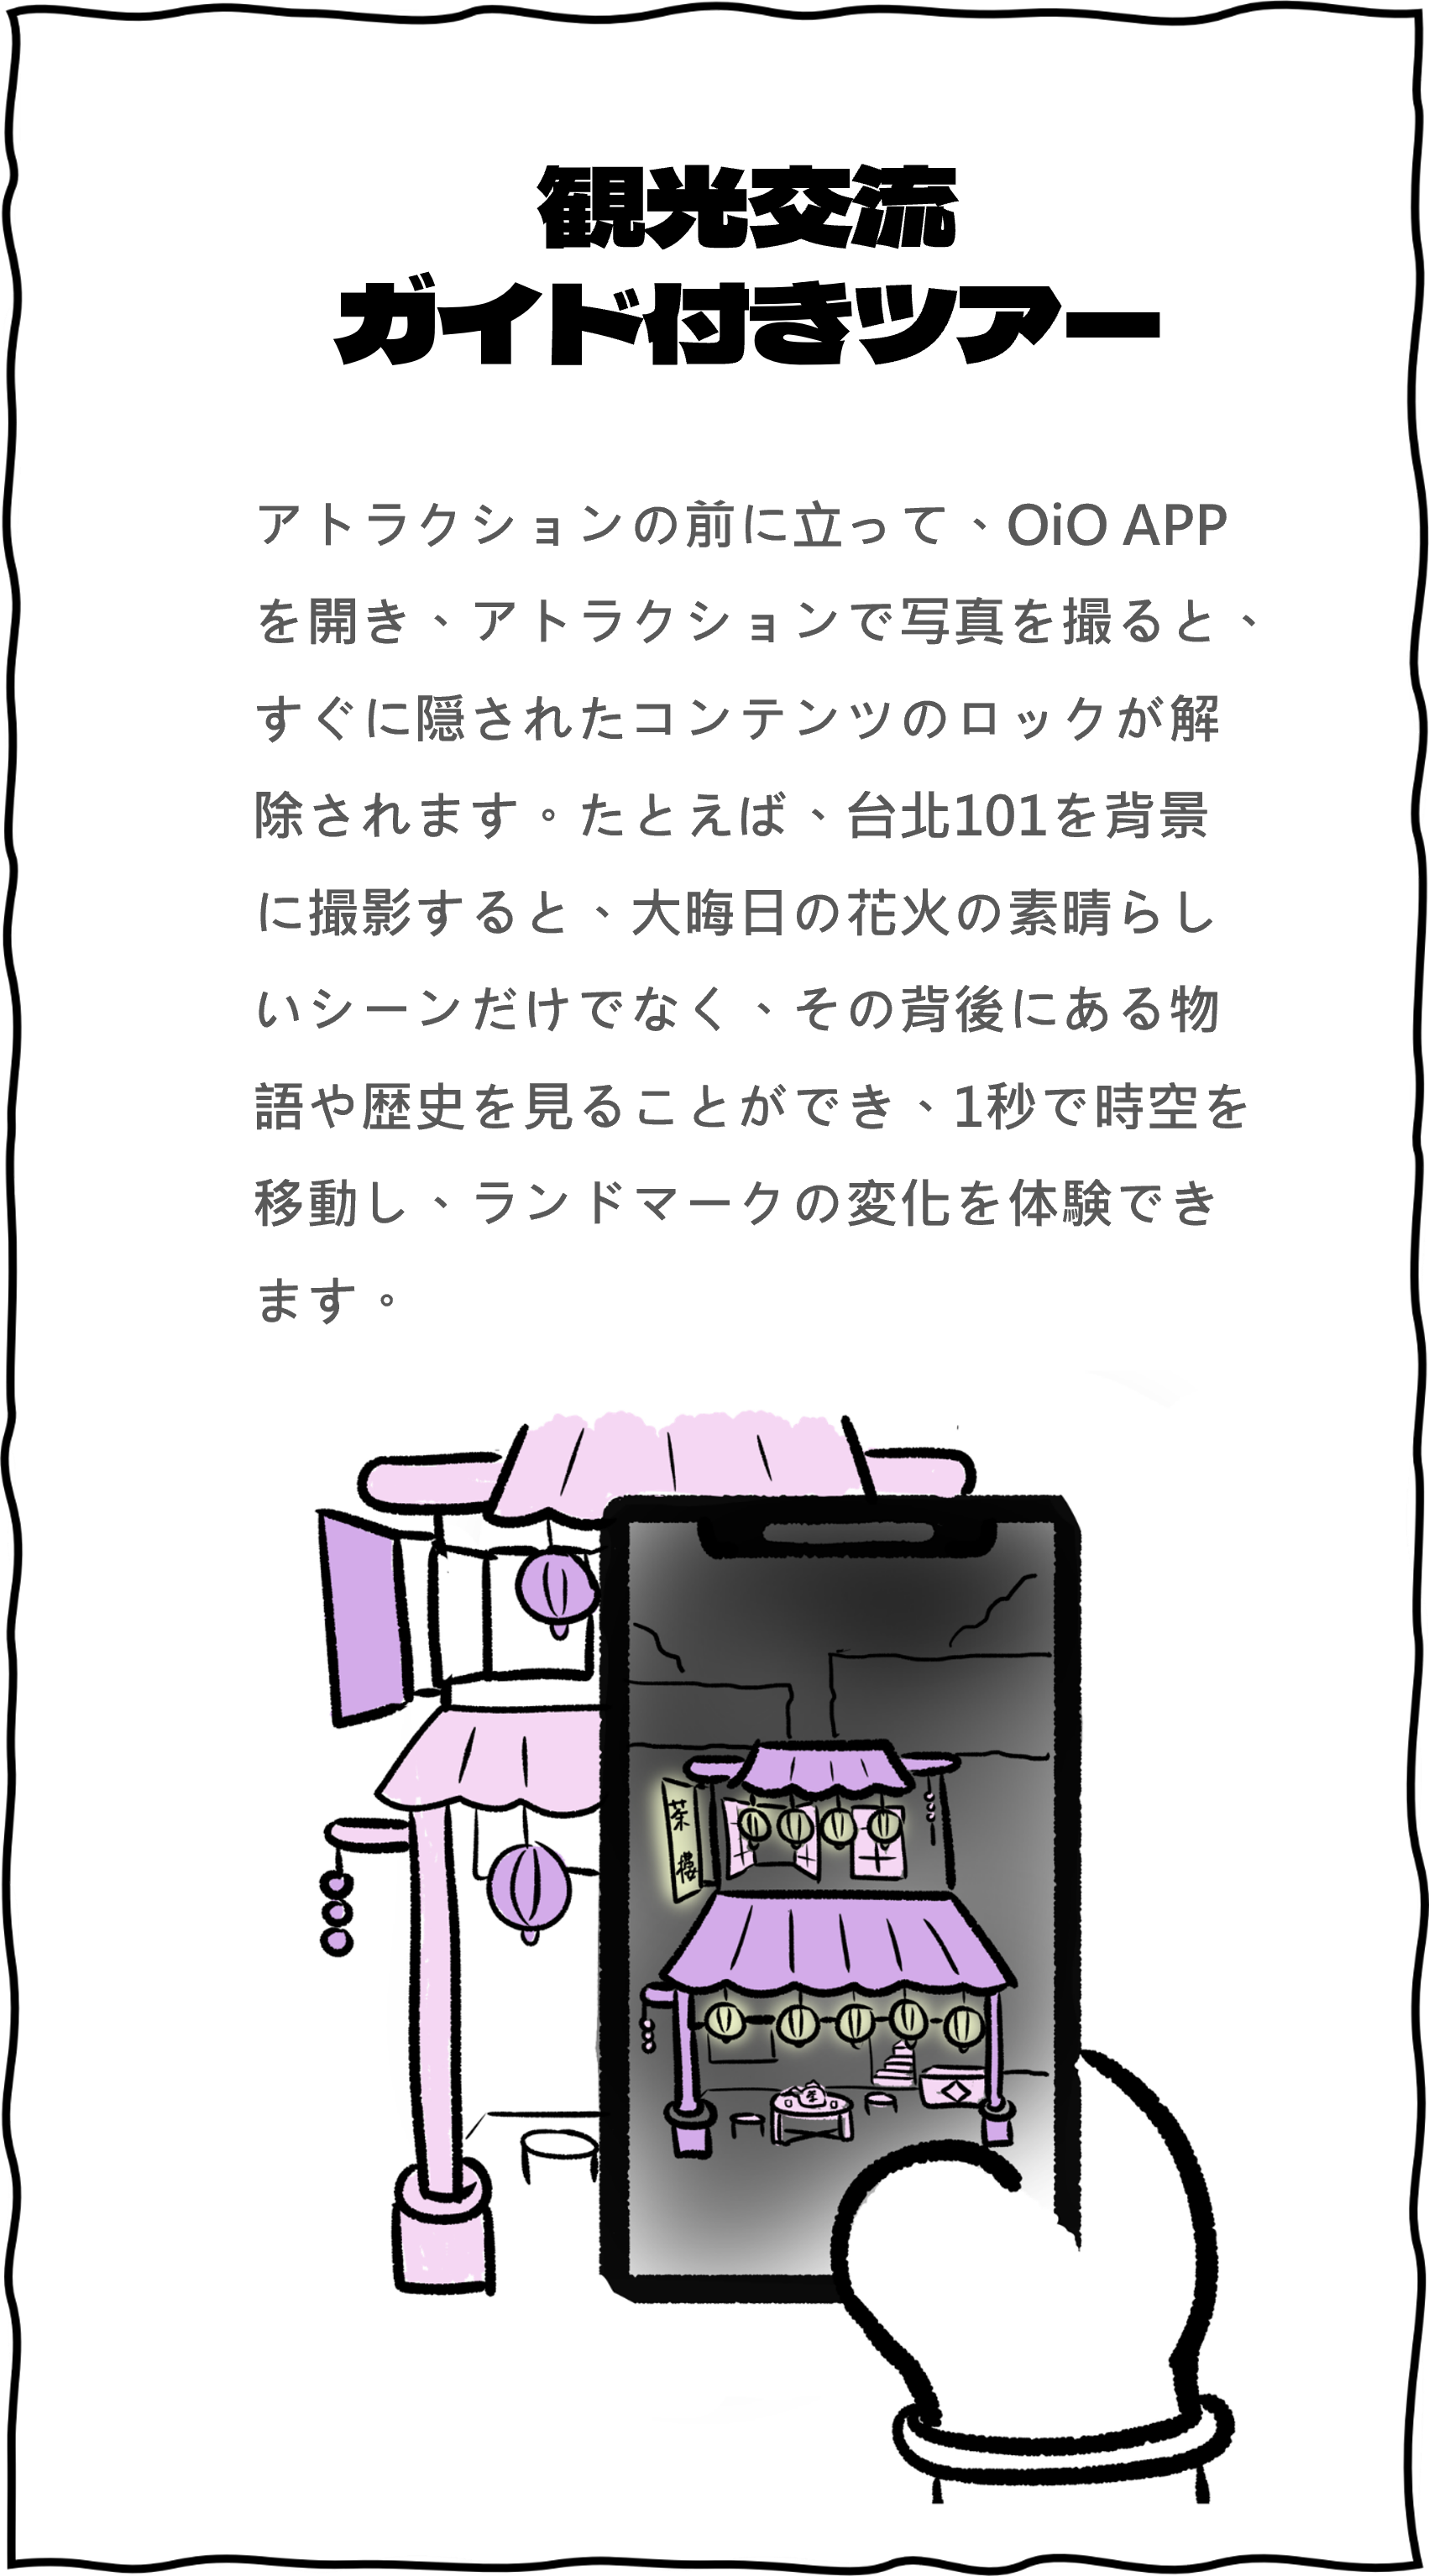 観光交流
ガイド付きツアー
アトラクションの前に立って、OiO APP
を開き、アトラクションで写真を撮ると、
すぐに隠されたコンテンツのロックが解
除されます。たとえば、台北101を背景
に撮影すると、大晦日の花火の素晴らし
いシーンだけでなく、その背後にある物
語や歴史を見ることができ、1秒で時空を
移動し、ランドマークの変化を体験でき
ます。
茶
樓